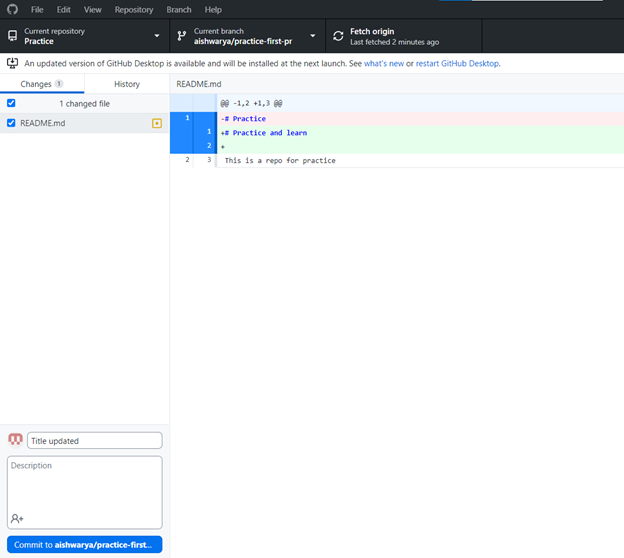 File Edit View Repository Branch Help
Current repository
Practice
Current branch
aishwarya/practice-first-pr
Fetch origin
Last fetched 2 minutes ago
An updated version of GitHub Desktop is available and will be installed at the next launch. See what's new or restart GitHub Desktop.
Changes 1 History
README.md
1 changed file
README.md
@@ -1,2 +1,3 @@
1 -# Practice
1 +# Practice and learn
2 +
2 3 This is a repo for practice
Title updated
Description
Commit to aishwarya/practice-first...